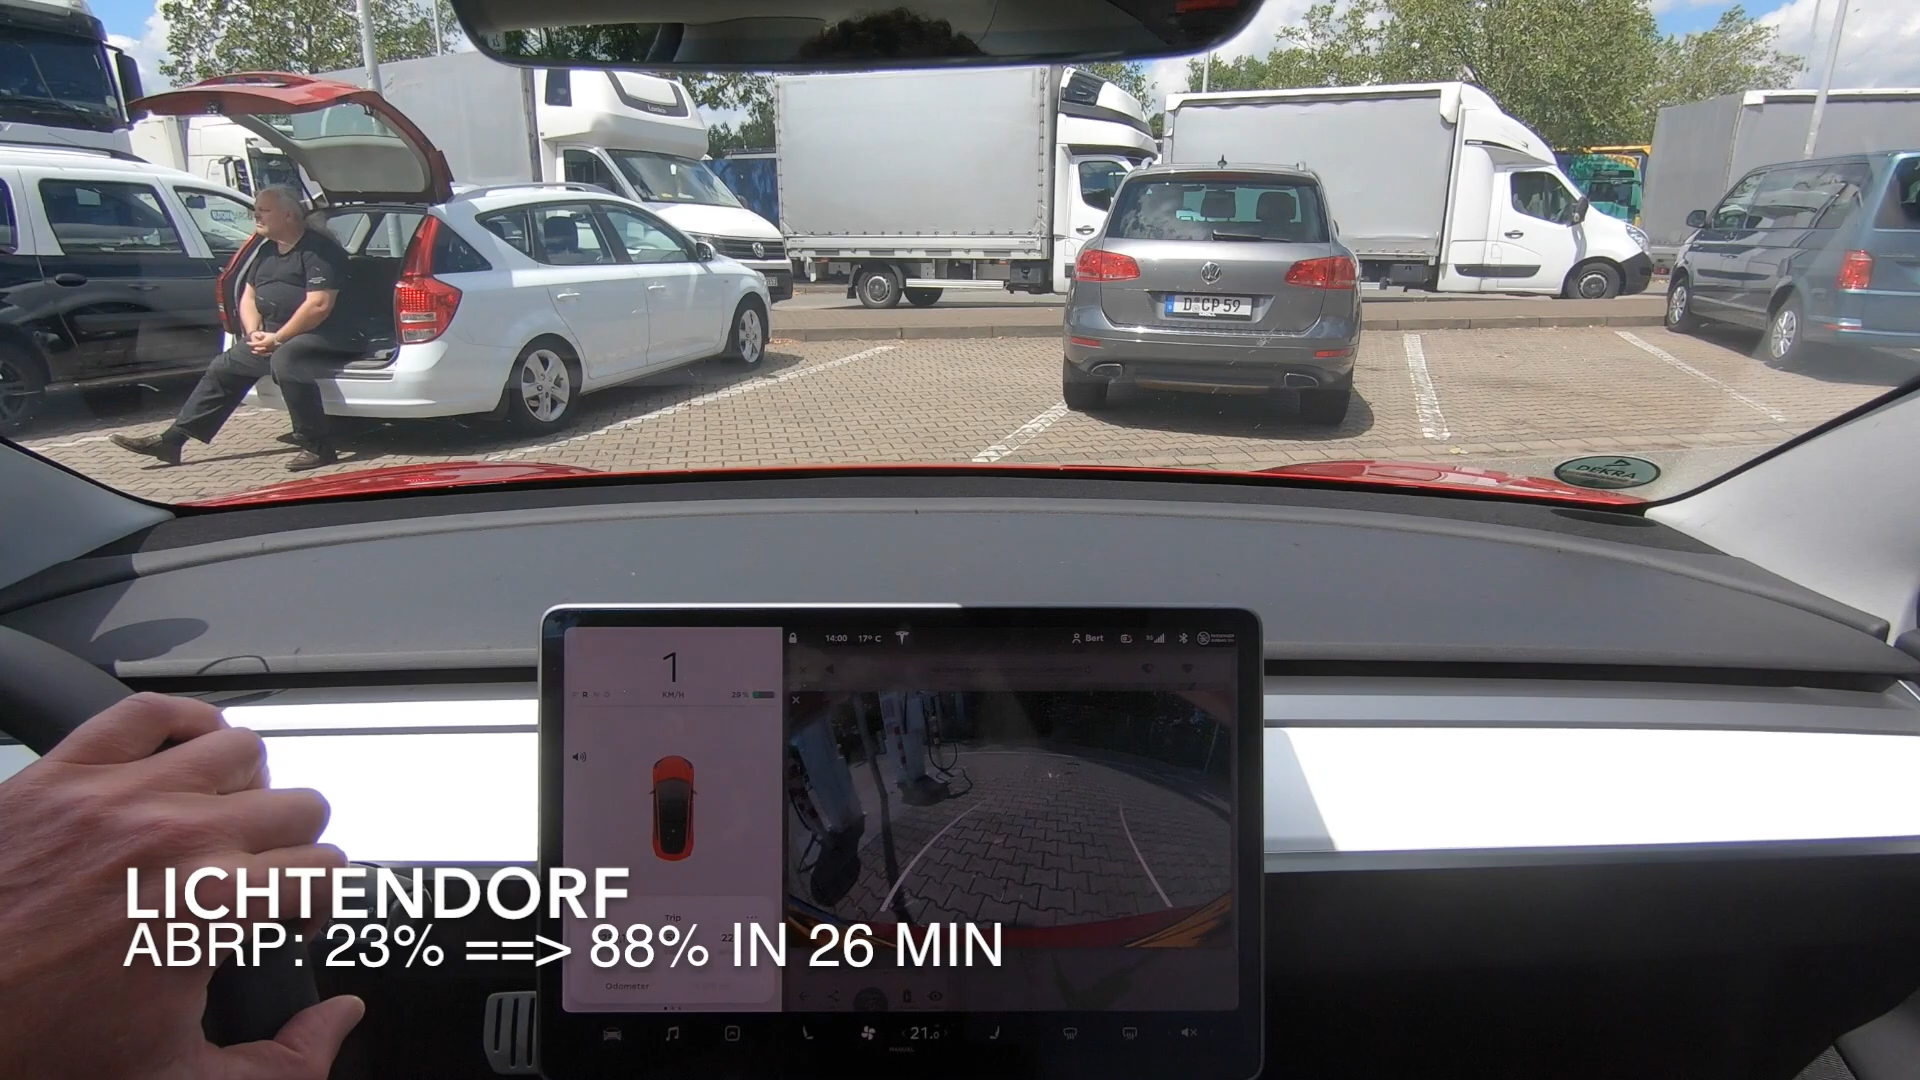 D CP 59
DEKRA
14:00 17° C
Bert
1
KM/H
28%
Trip
Odometer
21.0
LICHTENDORF
ABRP: 23% ==> 88% IN 26 MIN